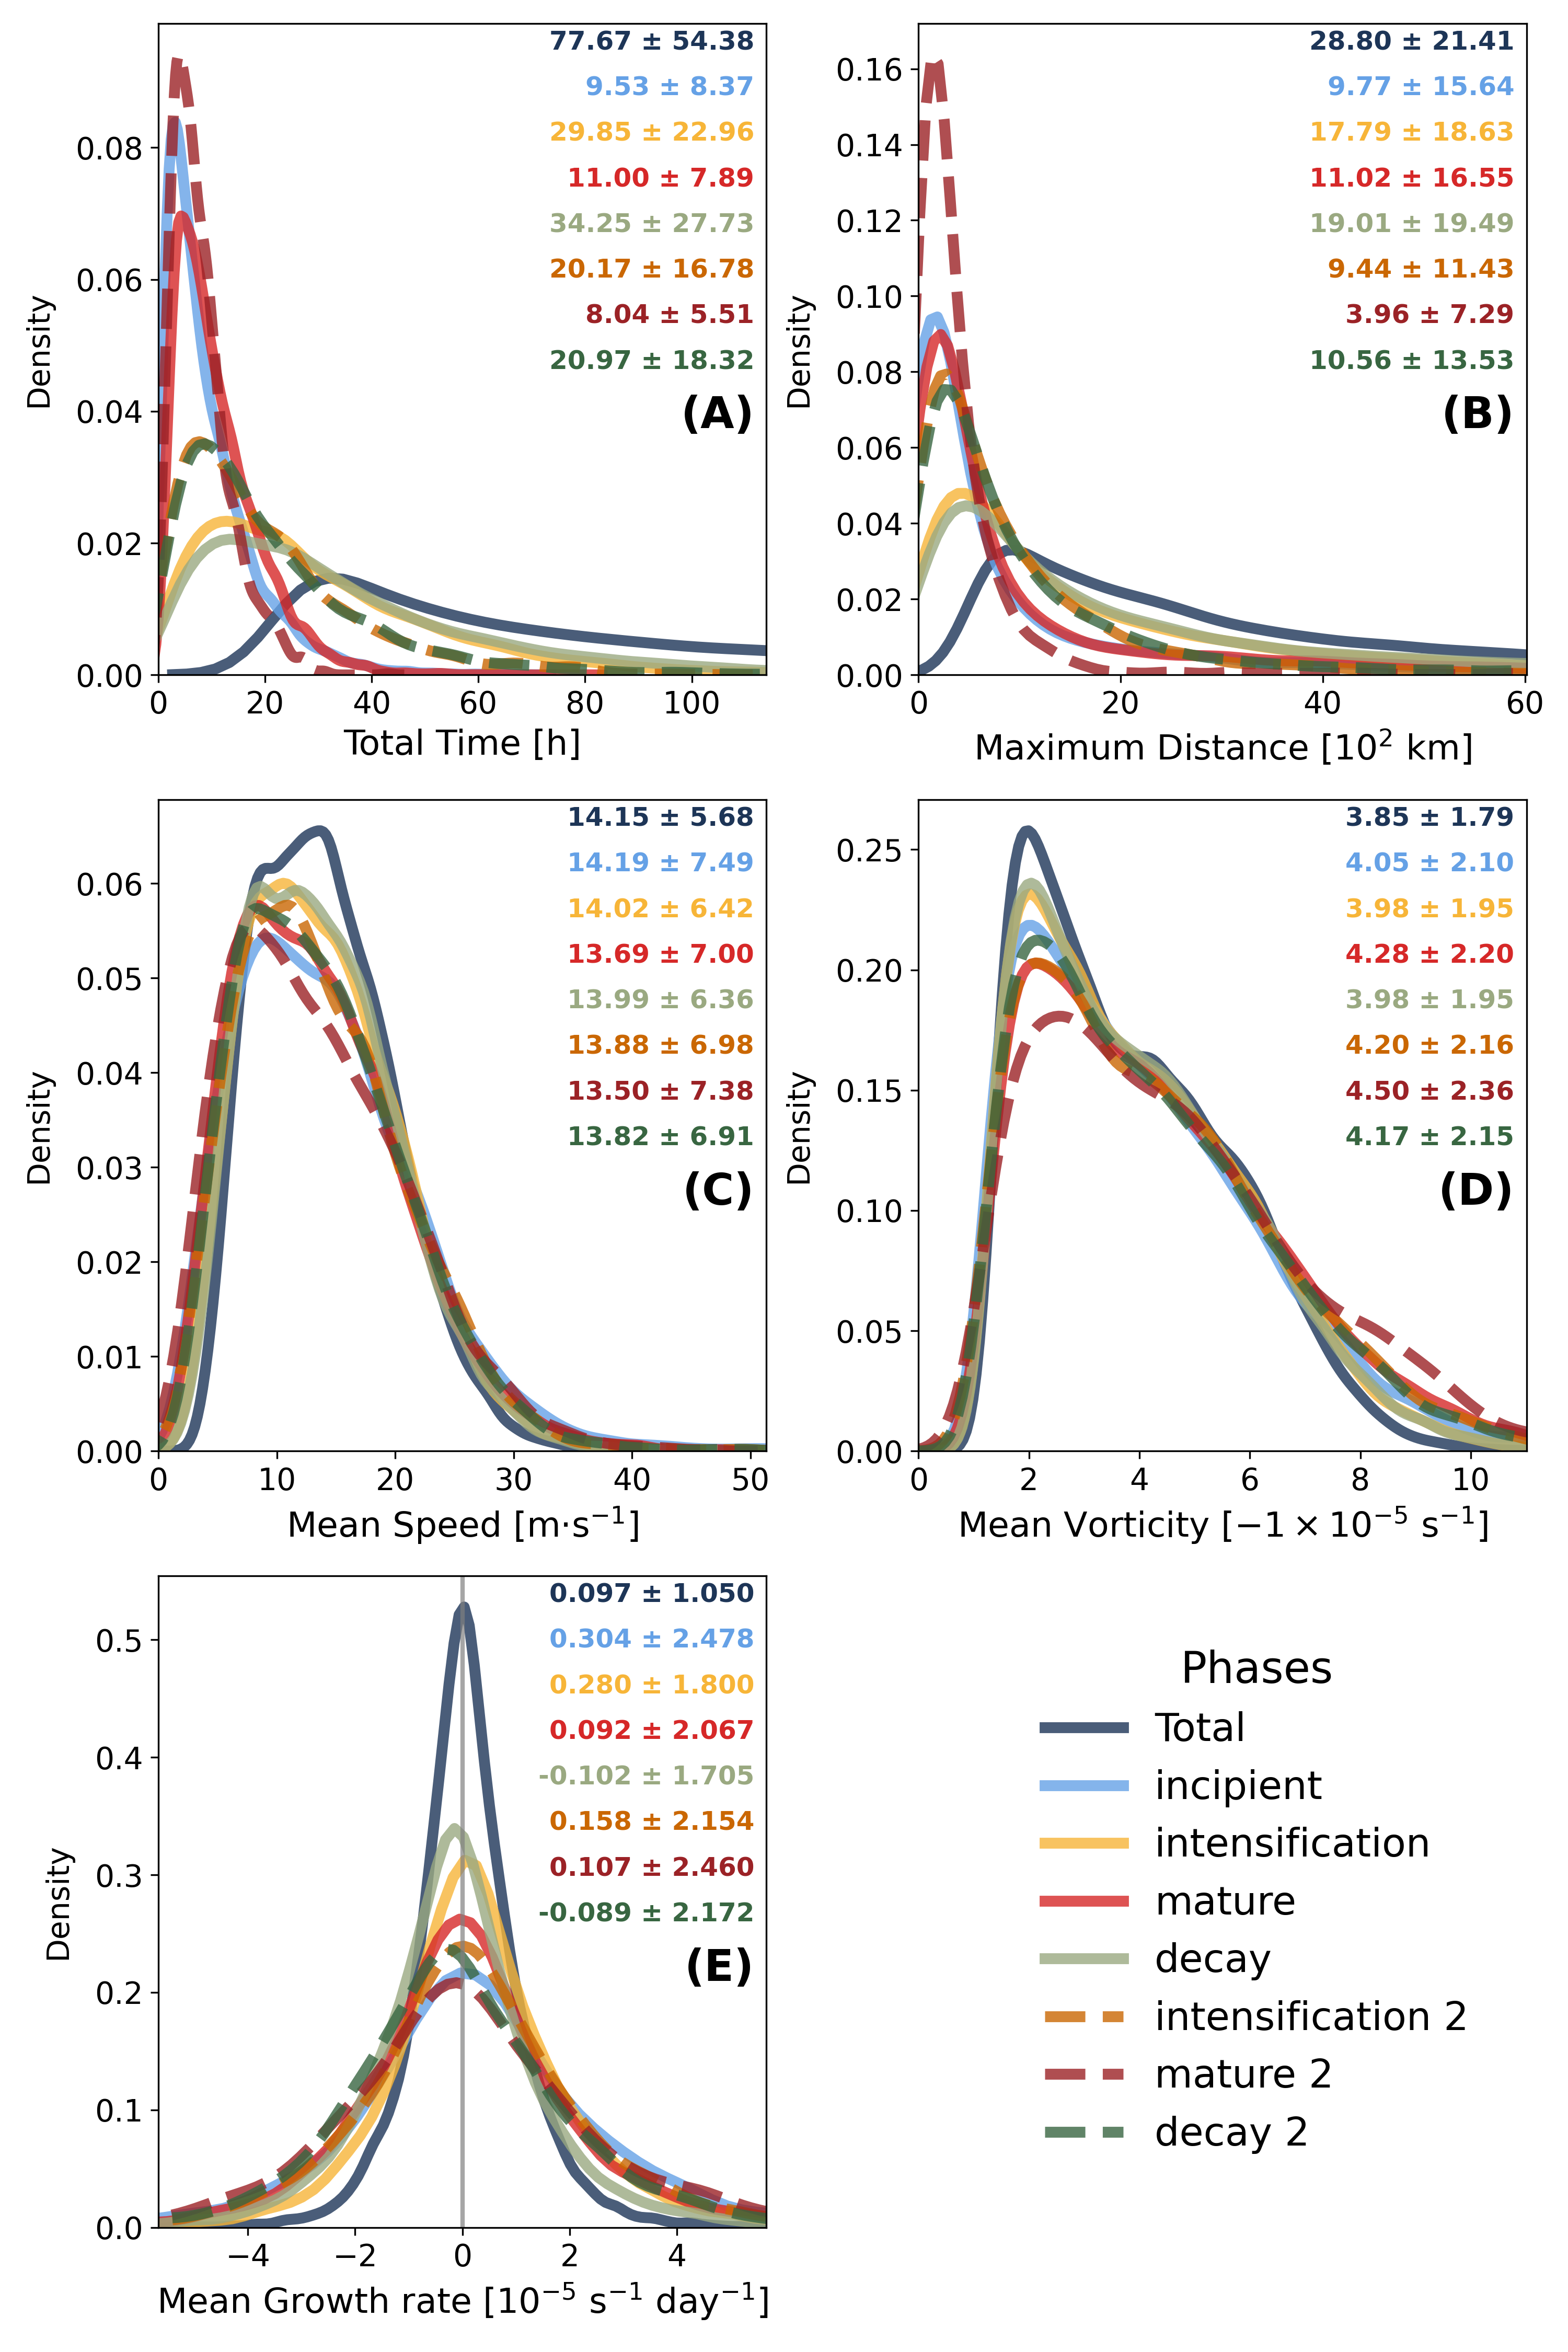 77.67 ± 54.38
9.53 ± 8.37
29.85 ± 22.96
11.00 ± 7.89
34.25 ± 27.73
20.17 ± 16.78
8.04 ± 5.51
20.97 ± 18.32
(A)
Density
0.08
0.06
0.04
0.02
0.00
0 20 40 60 80 100
Total Time [h]
28.80 ± 21.41
9.77 ± 15.64
17.79 ± 18.63
11.02 ± 16.55
19.01 ± 19.49
9.44 ± 11.43
3.96 ± 7.29
10.56 ± 13.53
(B)
Density
0.16
0.14
0.12
0.10
0.08
0.06
0.04
0.02
0.00
0 20 40 60
Maximum Distance [10² km]
14.15 ± 5.68
14.19 ± 7.49
14.02 ± 6.42
13.69 ± 7.00
13.99 ± 6.36
13.88 ± 6.98
13.50 ± 7.38
13.82 ± 6.91
(C)
Density
0.06
0.05
0.04
0.03
0.02
0.01
0.00
0 10 20 30 40 50
Mean Speed [m·s⁻¹]
3.85 ± 1.79
4.05 ± 2.10
3.98 ± 1.95
4.28 ± 2.20
3.98 ± 1.95
4.20 ± 2.16
4.50 ± 2.36
4.17 ± 2.15
(D)
Density
0.25
0.20
0.15
0.10
0.05
0.00
0 2 4 6 8 10
Mean Vorticity [−1 × 10⁻⁵ s⁻¹]
0.097 ± 1.050
0.304 ± 2.478
0.280 ± 1.800
0.092 ± 2.067
-0.102 ± 1.705
0.158 ± 2.154
0.107 ± 2.460
-0.089 ± 2.172
(E)
Density
0.5
0.4
0.3
0.2
0.1
0.0
−4 −2 0 2 4
Mean Growth rate [10⁻⁵ s⁻¹ day⁻¹]
Phases
Total
incipient
intensification
mature
decay
intensification 2
mature 2
decay 2